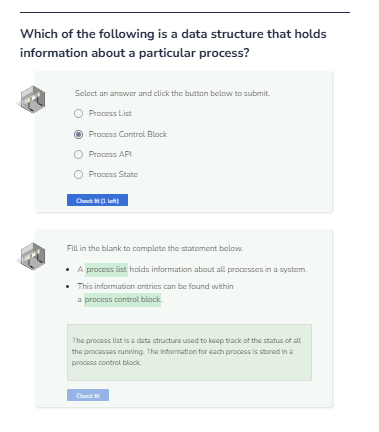 Which of the following is a data structure that holds
information about a particular process?
Select an answer and click the button below to submit.
Process List
Process Control Block
Process API
Process State
Check It! (1 left)
Fill in the blank to complete the statement below.
A process list holds information about all processes in a system.
This information entries can be found within
a process control block.
The process list is a data structure used to keep track of the status of all
the processes running. The information for each process is stored in a
process control block.
Check It!